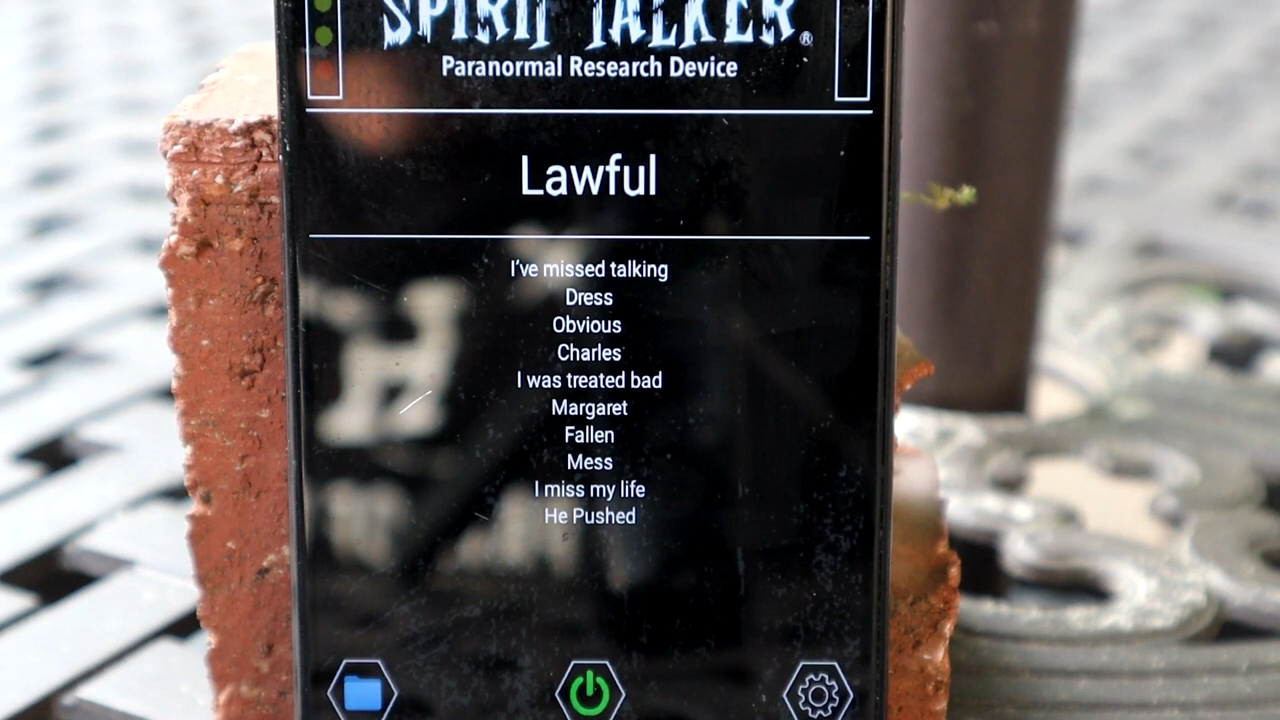 SPIRIT TALKER®
Paranormal Research Device
Lawful
I've missed talking
Dress
Obvious
Charles
I was treated bad
Margaret
Fallen
Mess
I miss my life
He Pushed